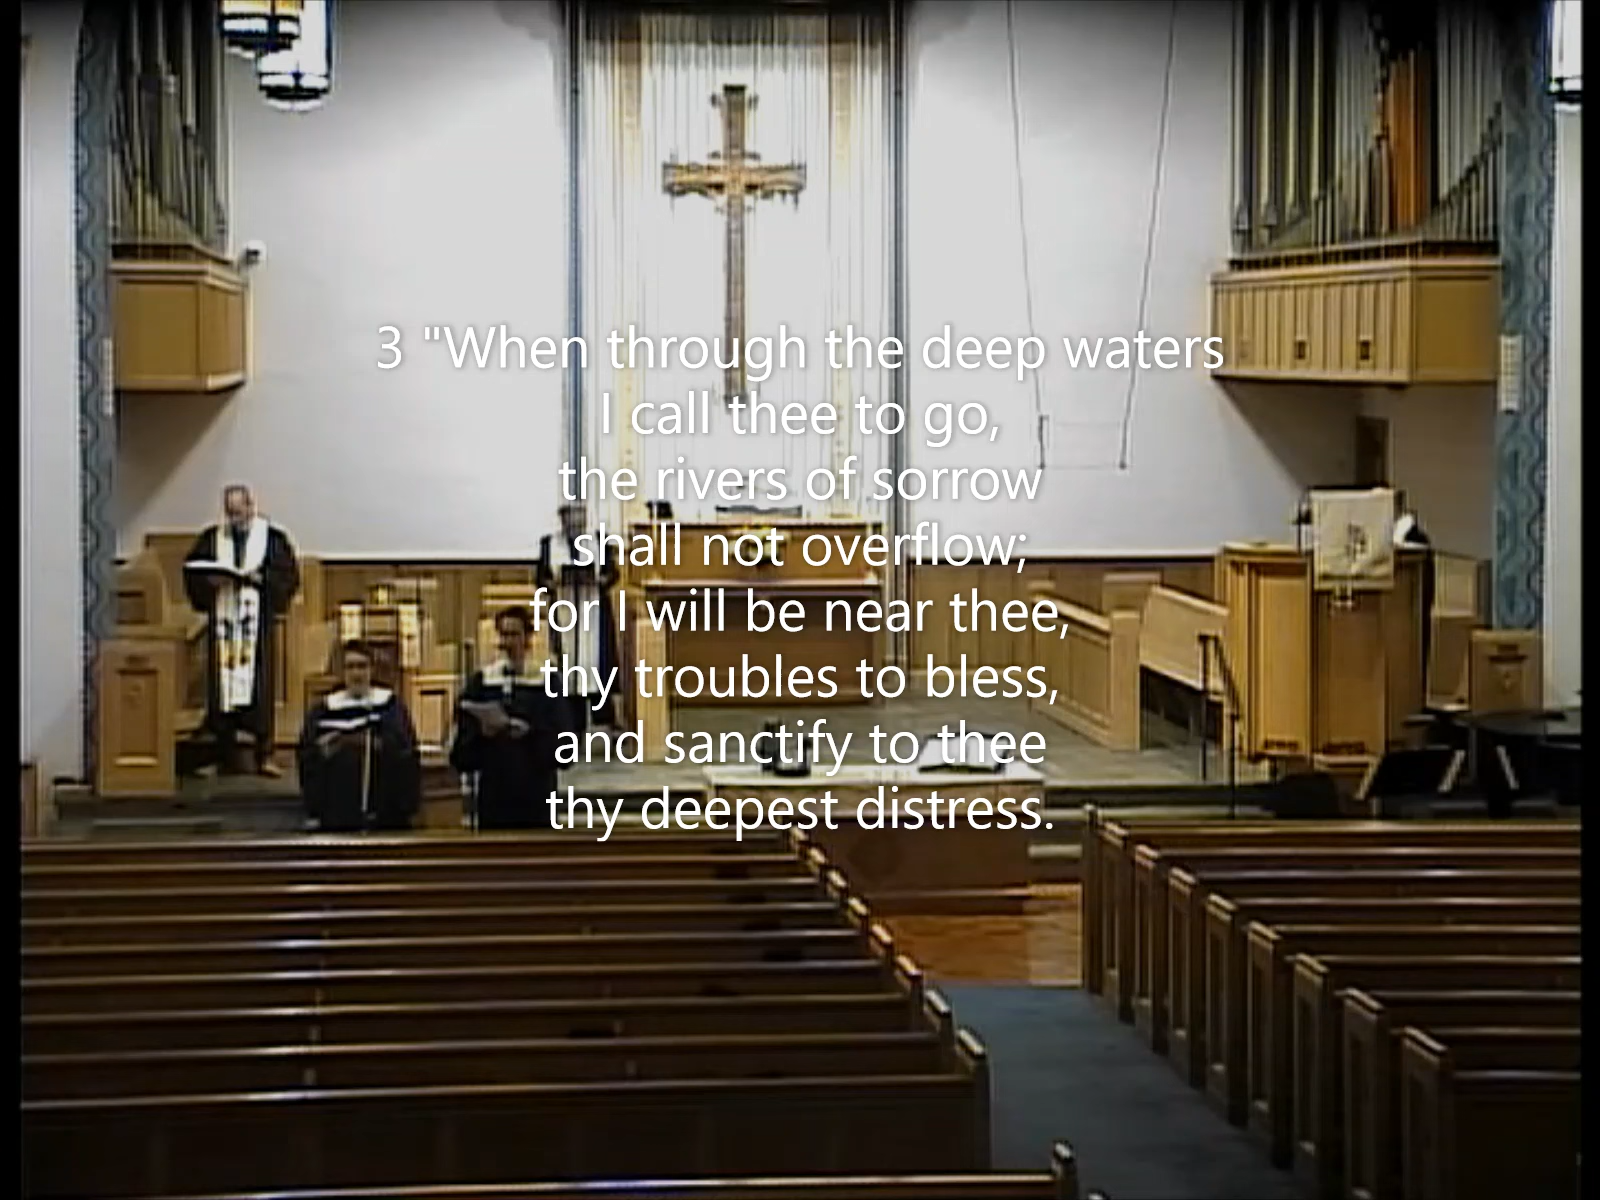 3 "When through the deep waters
I call thee to go,
the rivers of sorrow
shall not overflow;
for I will be near thee,
thy troubles to bless,
and sanctify to thee
thy deepest distress.